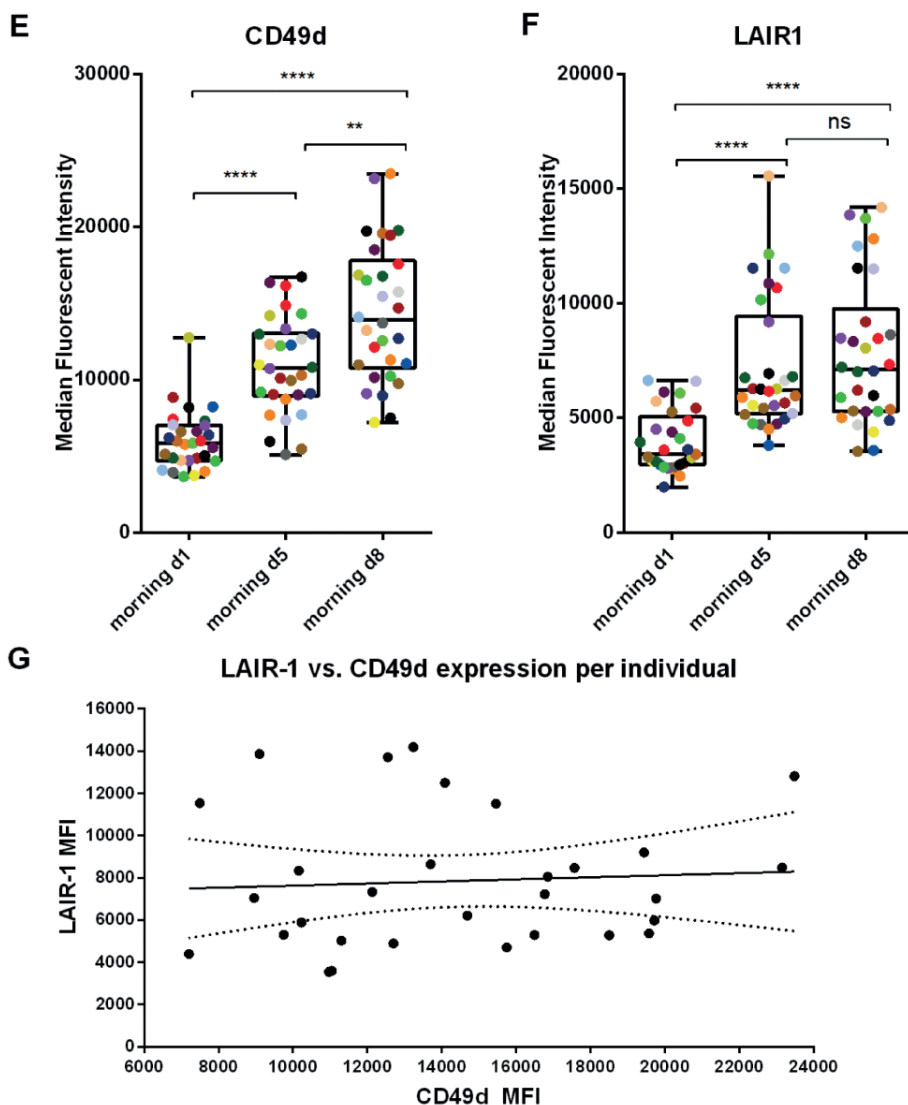 E
CD49d
Median Fluorescent Intensity
30000
20000
10000
0
****
**
****
morning d1
morning d5
morning d8
F
LAIR1
Median Fluorescent Intensity
20000
15000
10000
5000
0
****
ns
****
morning d1
morning d5
morning d8
G
LAIR-1 vs. CD49d expression per individual
LAIR-1 MFI
16000
14000
12000
10000
8000
6000
4000
2000
0
6000 8000 10000 12000 14000 16000 18000 20000 22000 24000
CD49d MFI